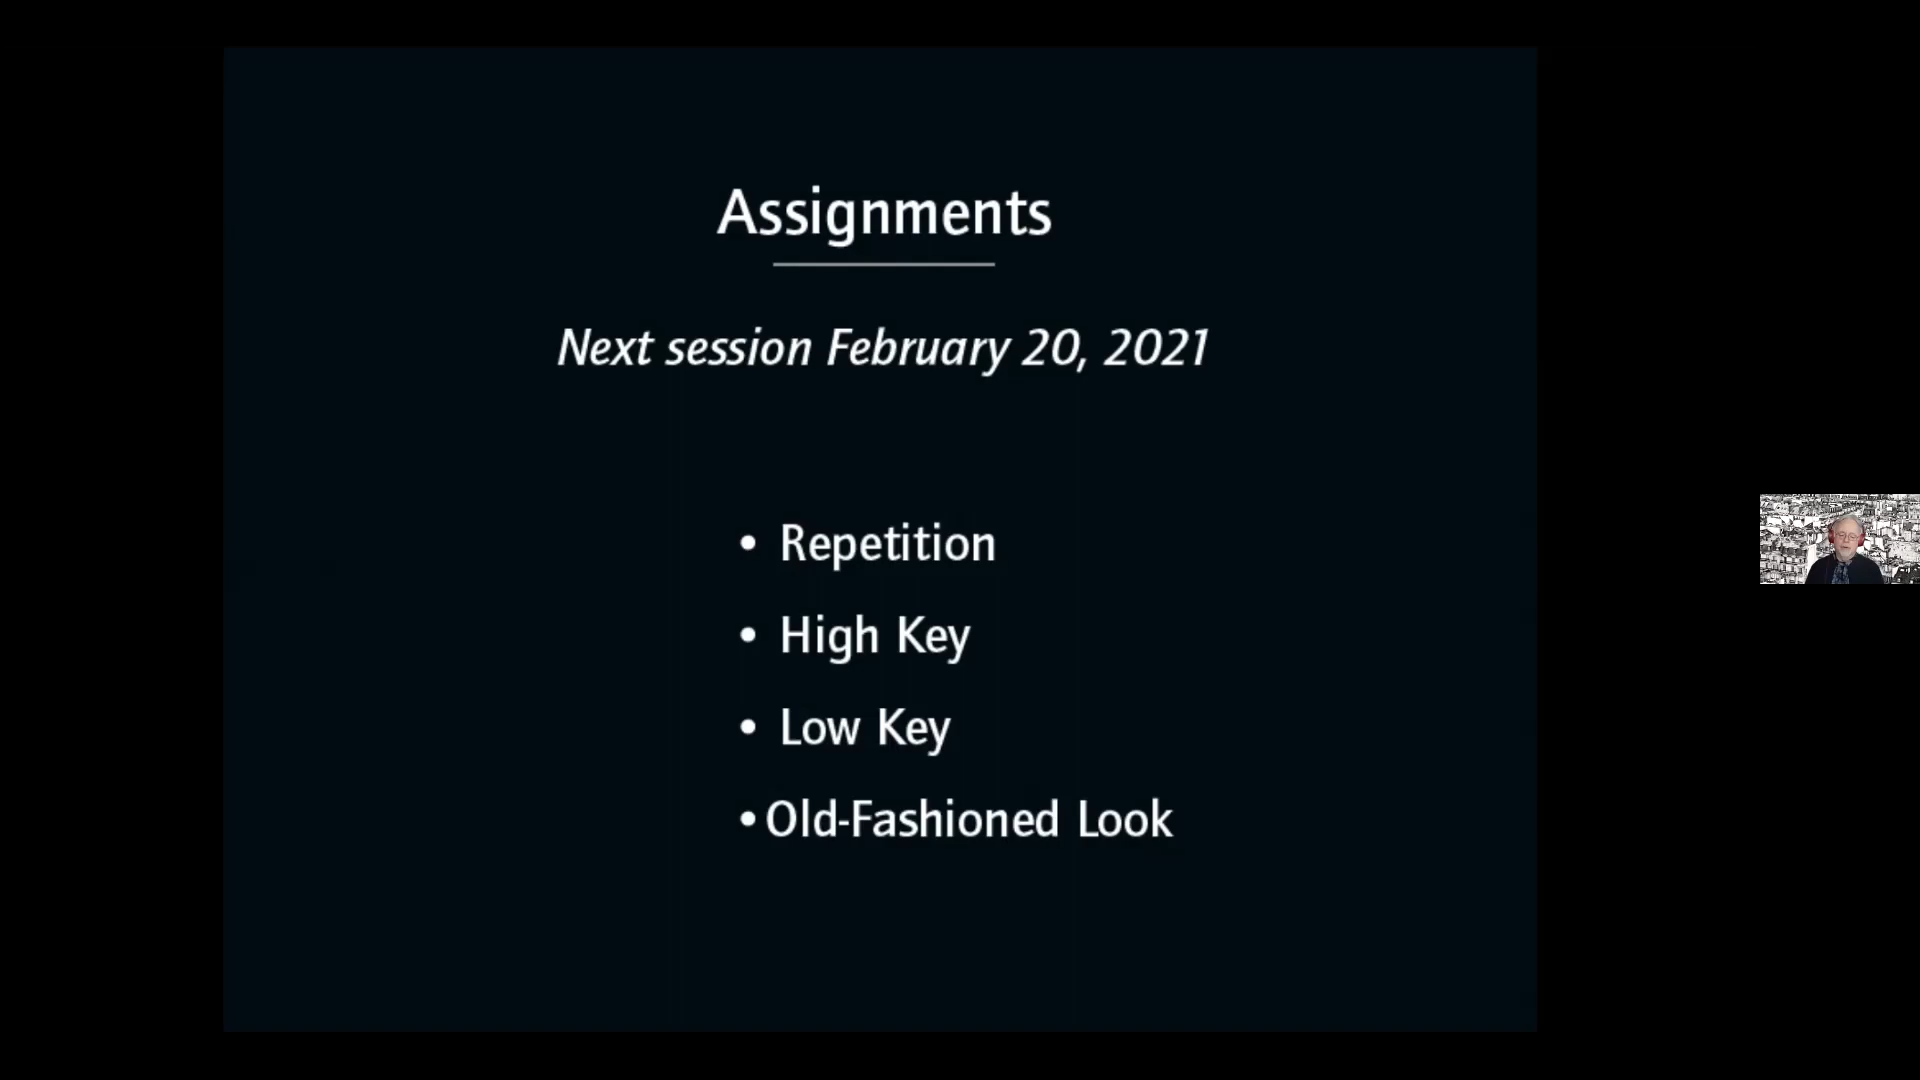 Assignments
Next session February 20, 2021
• Repetition
• High Key
• Low Key
• Old-Fashioned Look